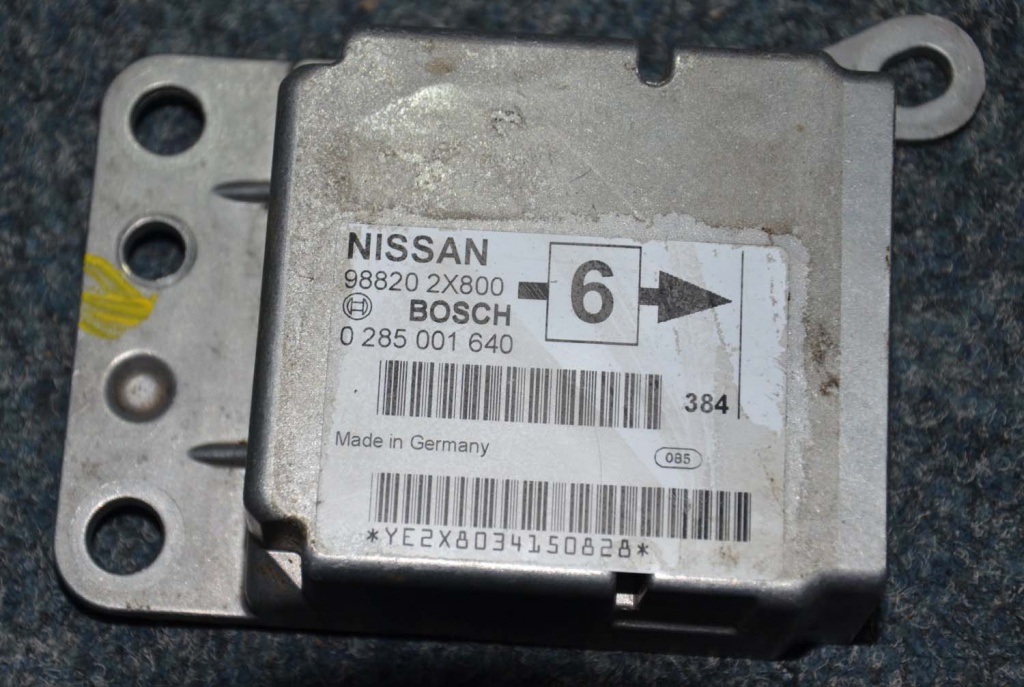 NISSAN
98820 2X800
BOSCH
0 285 001 640
6
384
Made in Germany
085
*YE2X8034150828*